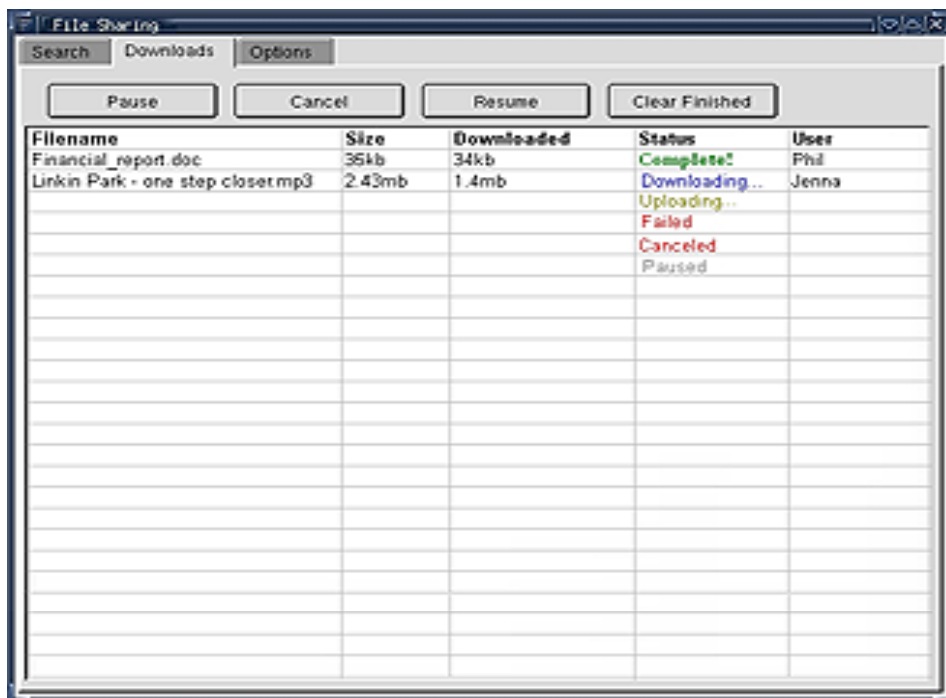 File Sharing
Search Downloads Options
Pause Cancel Resume Clear Finished
Filename Size Downloaded Status User
Financial_report.doc 35kb 34kb Complete! Phil
Linkin Park - one step closer.mp3 2.43mb 1.4mb Downloading... Jenna
Uploading...
Failed
Canceled
Paused